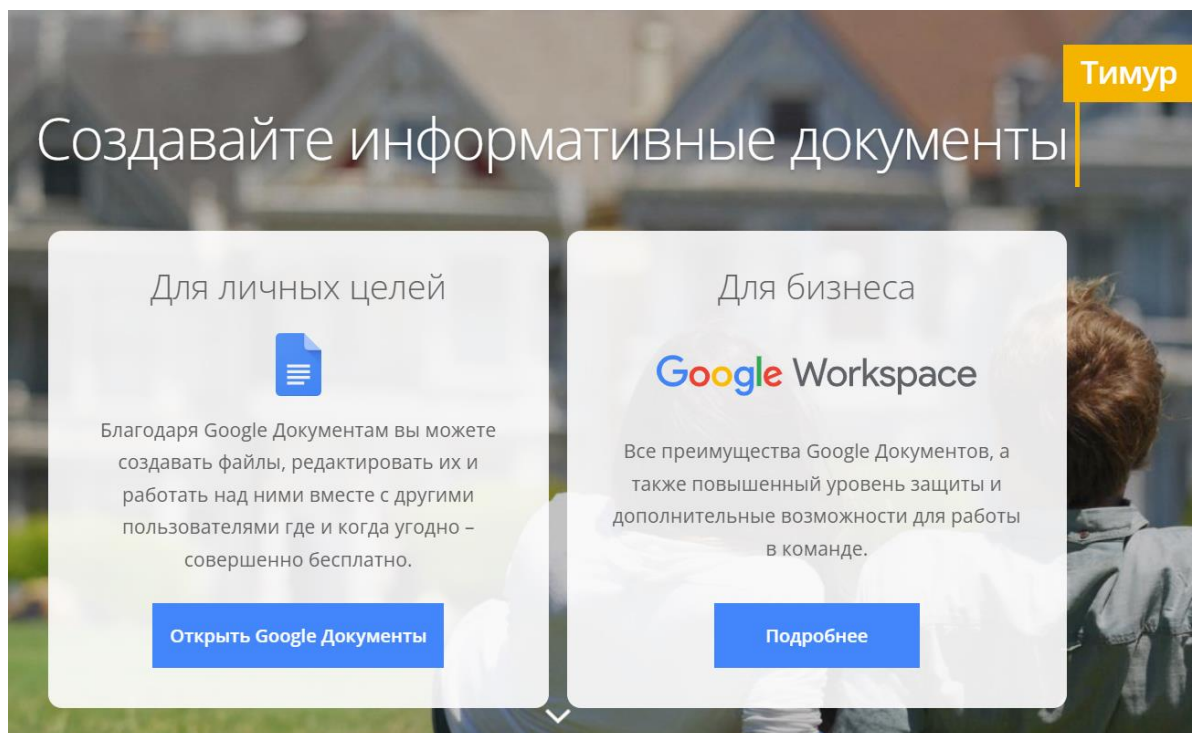 Тимур
Создавайте информативные документы
Для личных целей
Благодаря Google Документам вы можете
создавать файлы, редактировать их и
работать над ними вместе с другими
пользователями где и когда угодно –
совершенно бесплатно.
Открыть Google Документы
Для бизнеса
Google Workspace
Все преимущества Google Документов, а
также повышенный уровень защиты и
дополнительные возможности для работы
в команде.
Подробнее